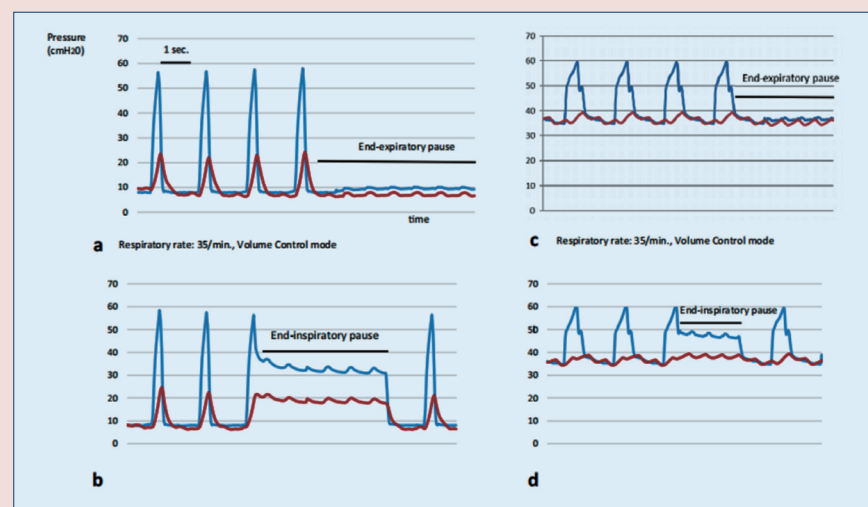 Pressure
(cmH20)
1 sec.
70
60
50
40
30
20
10
0
End-expiratory pause
time
a Respiratory rate: 35/min., Volume Control mode
70
60
50
40
30
20
10
0
End-expiratory pause
c Respiratory rate: 35/min., Volume Control mode
70
60
50
40
30
20
10
0
End-inspiratory pause
b
70
60
50
40
30
20
10
0
End-inspiratory pause
d